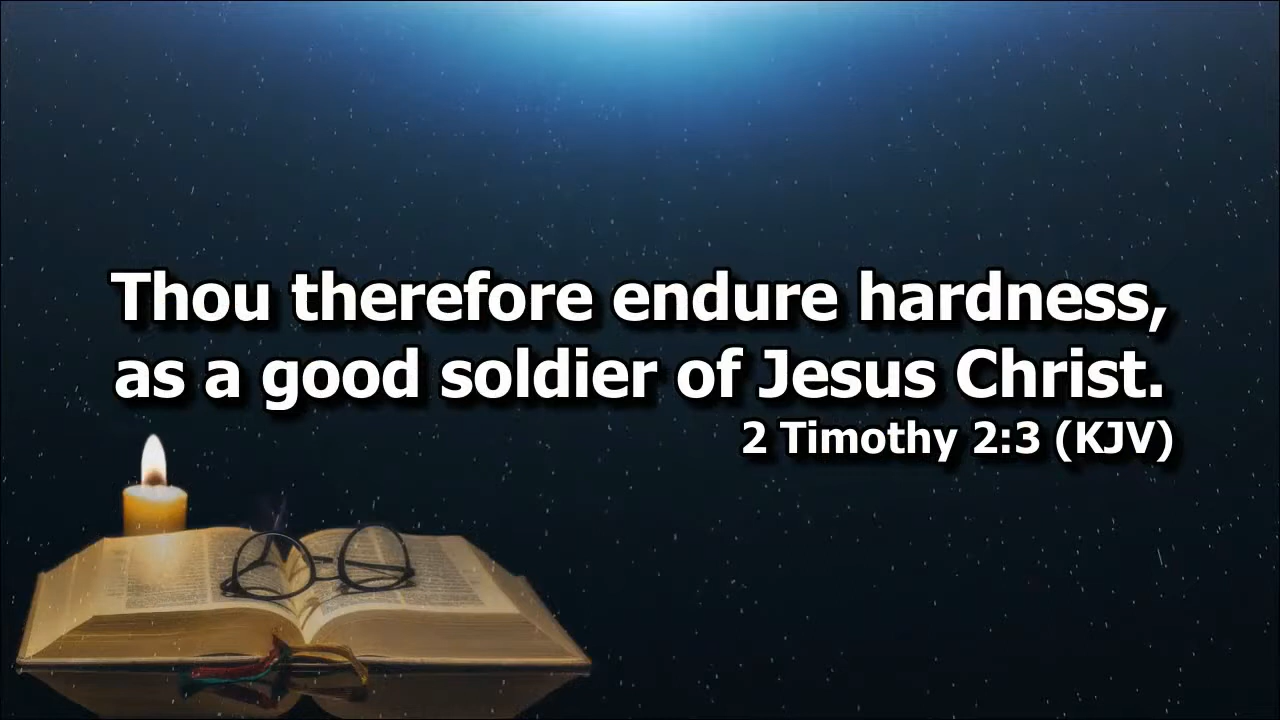 Thou therefore endure hardness,
as a good soldier of Jesus Christ.
2 Timothy 2:3 (KJV)